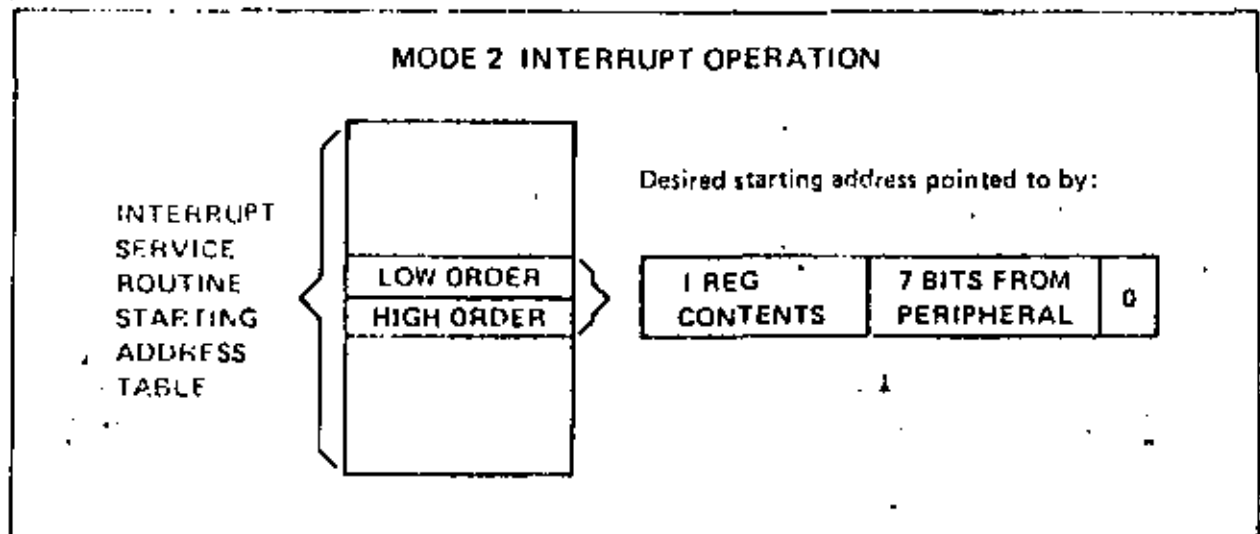 MODE 2 INTERRUPT OPERATION
Desired starting address pointed to by:
INTERRUPT
SERVICE
ROUTINE
STARTING
ADDRESS
TABLE
LOW ORDER
HIGH ORDER
I REG
CONTENTS
7 BITS FROM
PERIPHERAL
0